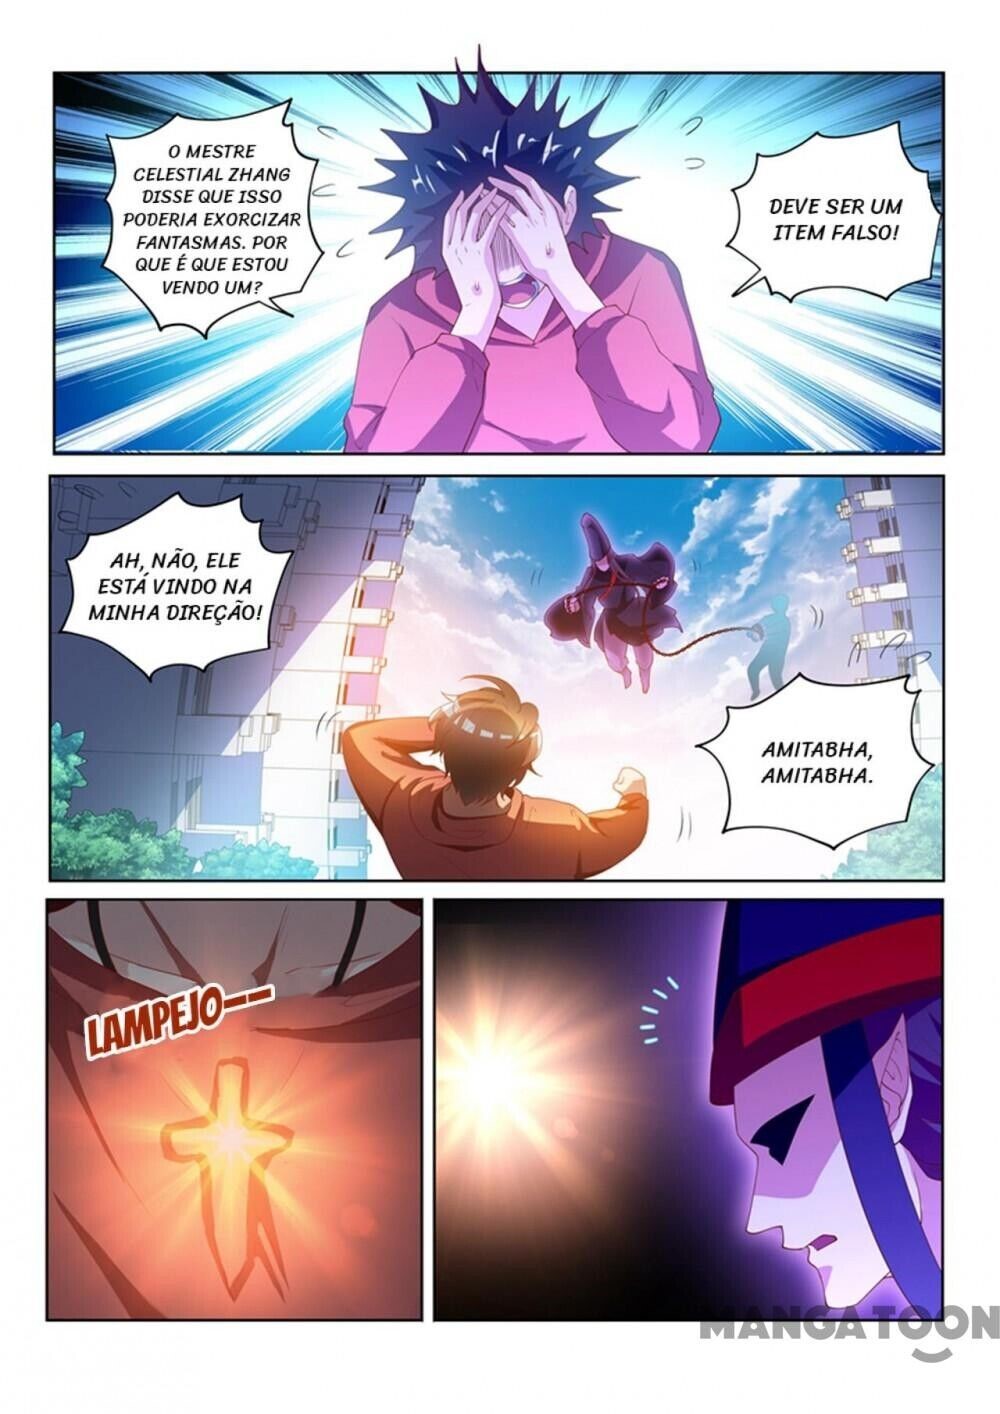 O MESTRE
CELESTIAL ZHANG
DISSE QUE ISSO
PODERIA EXORCIZAR
FANTASMAS. POR
QUE É QUE ESTOU
VENDO UM?
DEVE SER UM
ITEM FALSO!
AH, NÃO, ELE
ESTÁ VINDO NA
MINHA DIREÇÃO!
AMITABHA,
AMITABHA.
LAMPEJO--
MANGATOON